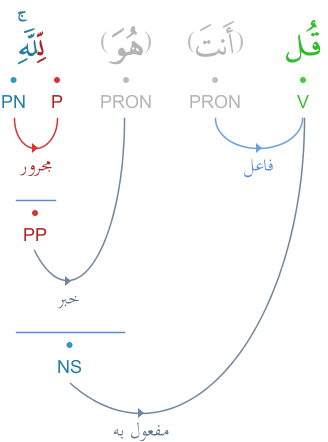 قُل (أَنتَ) (هُوَ) لِّلَّهِۚ
V PRON PRON P PN
فاعل
مجرور
PP
خبر
NS
مفعول به